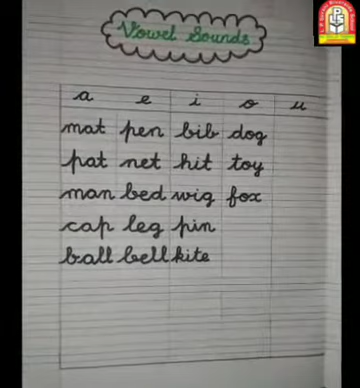 Vowel Sounds
a e i o u
mat pen bib dog
pat net hit toy
man bed wig fox
cap leg pin
ball bell kite